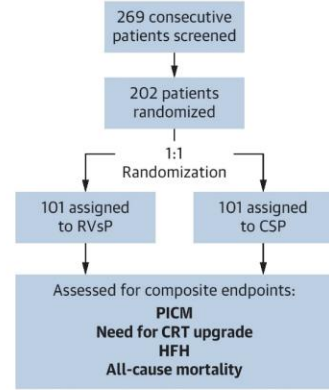 269 consecutive
patients screened
202 patients
randomized
1:1
Randomization
101 assigned
to RVsP
101 assigned
to CSP
Assessed for composite endpoints:
PICM
Need for CRT upgrade
HFH
All-cause mortality